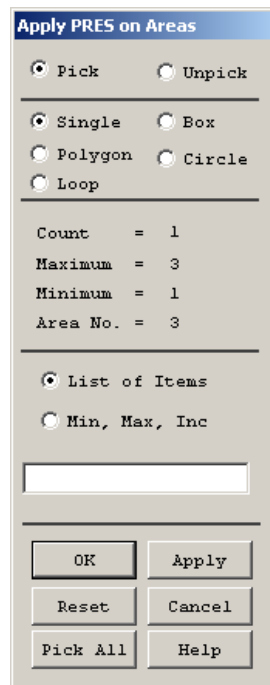 Apply PRES on Areas
Pick Unpick
Single Box
Polygon Circle
Loop
Count = 1
Maximum = 3
Minimum = 1
Area No. = 3
List of Items
Min, Max, Inc
OK Apply
Reset Cancel
Pick All Help